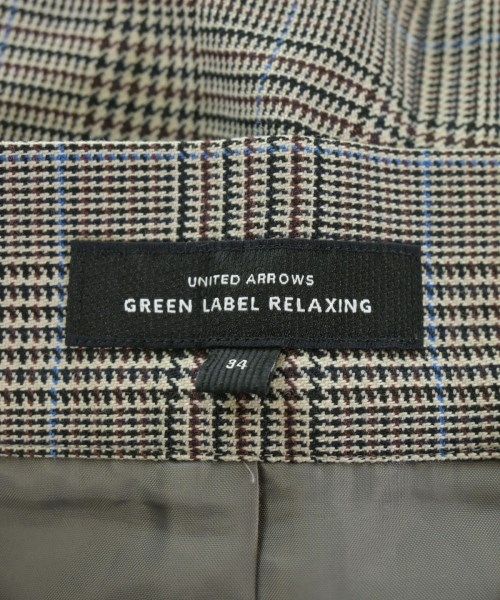 UNITED ARROWS
GREEN LABEL RELAXING
34